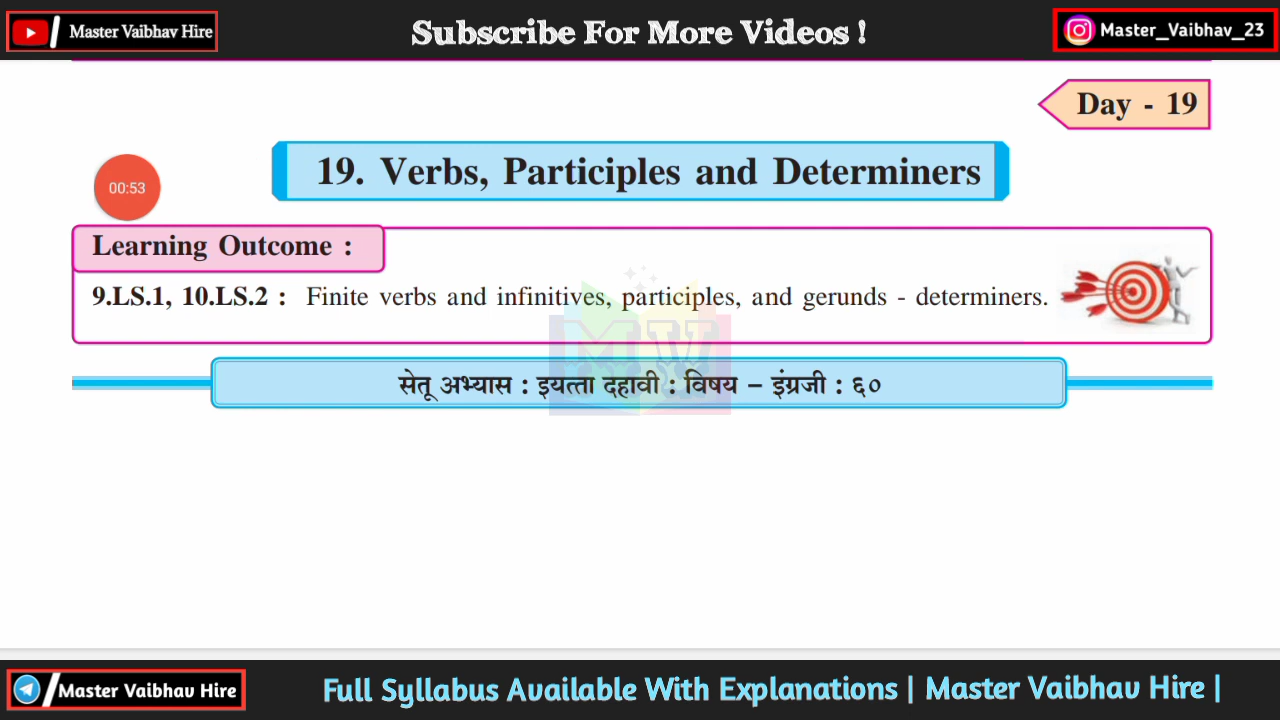 Master Vaibhav Hire
Subscribe For More Videos !
Master_Vaibhav_23
Day - 19
19. Verbs, Participles and Determiners
00:53
Learning Outcome :
9.LS.1, 10.LS.2 : Finite verbs and infinitives, participles, and gerunds - determiners.
MW
सेतू अभ्यास : इयत्ता दहावी : विषय – इंग्रजी : ६०
Master Vaibhav Hire
Full Syllabus Available With Explanations | Master Vaibhav Hire |